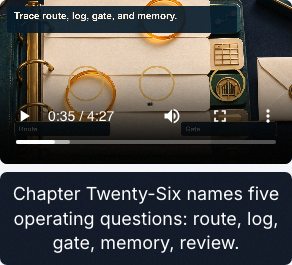 Trace route, log, gate, and memory.
0:35 / 4:27
Route
Gate
Chapter Twenty-Six names five
operating questions: route, log,
gate, memory, review.